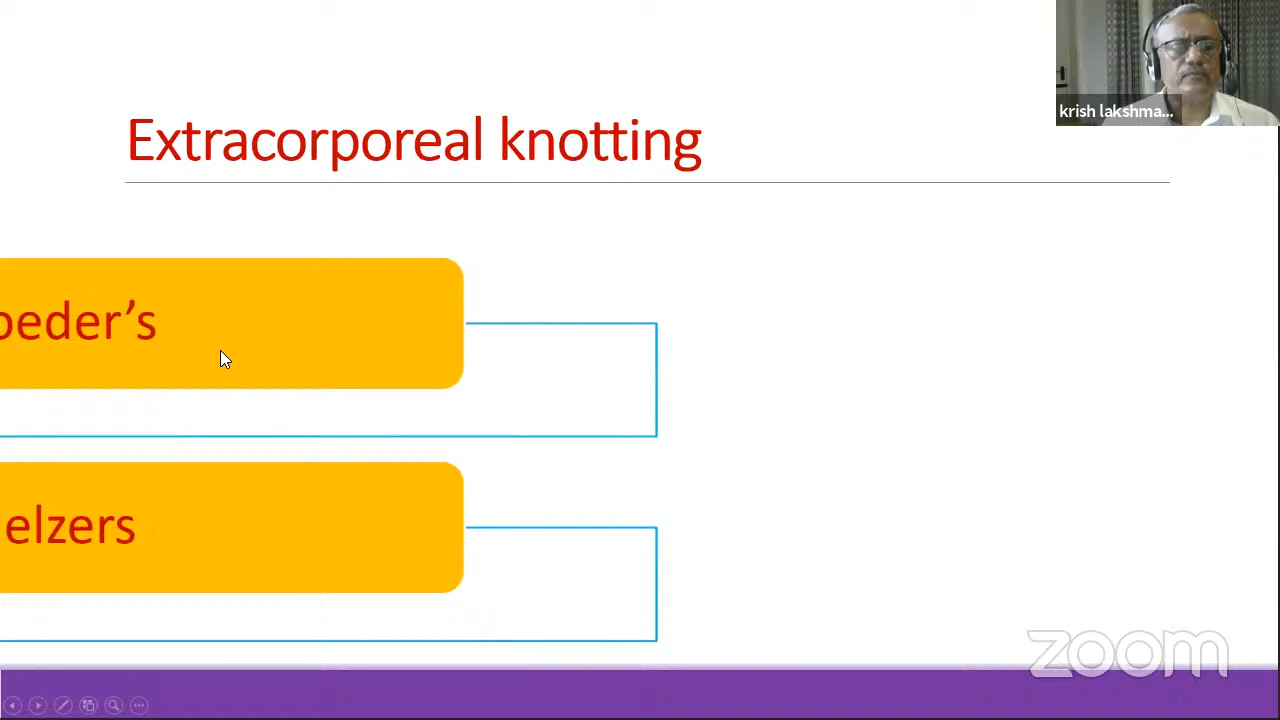 krish lakshma...
Extracorporeal knotting
oeder’s
elzers
zoom